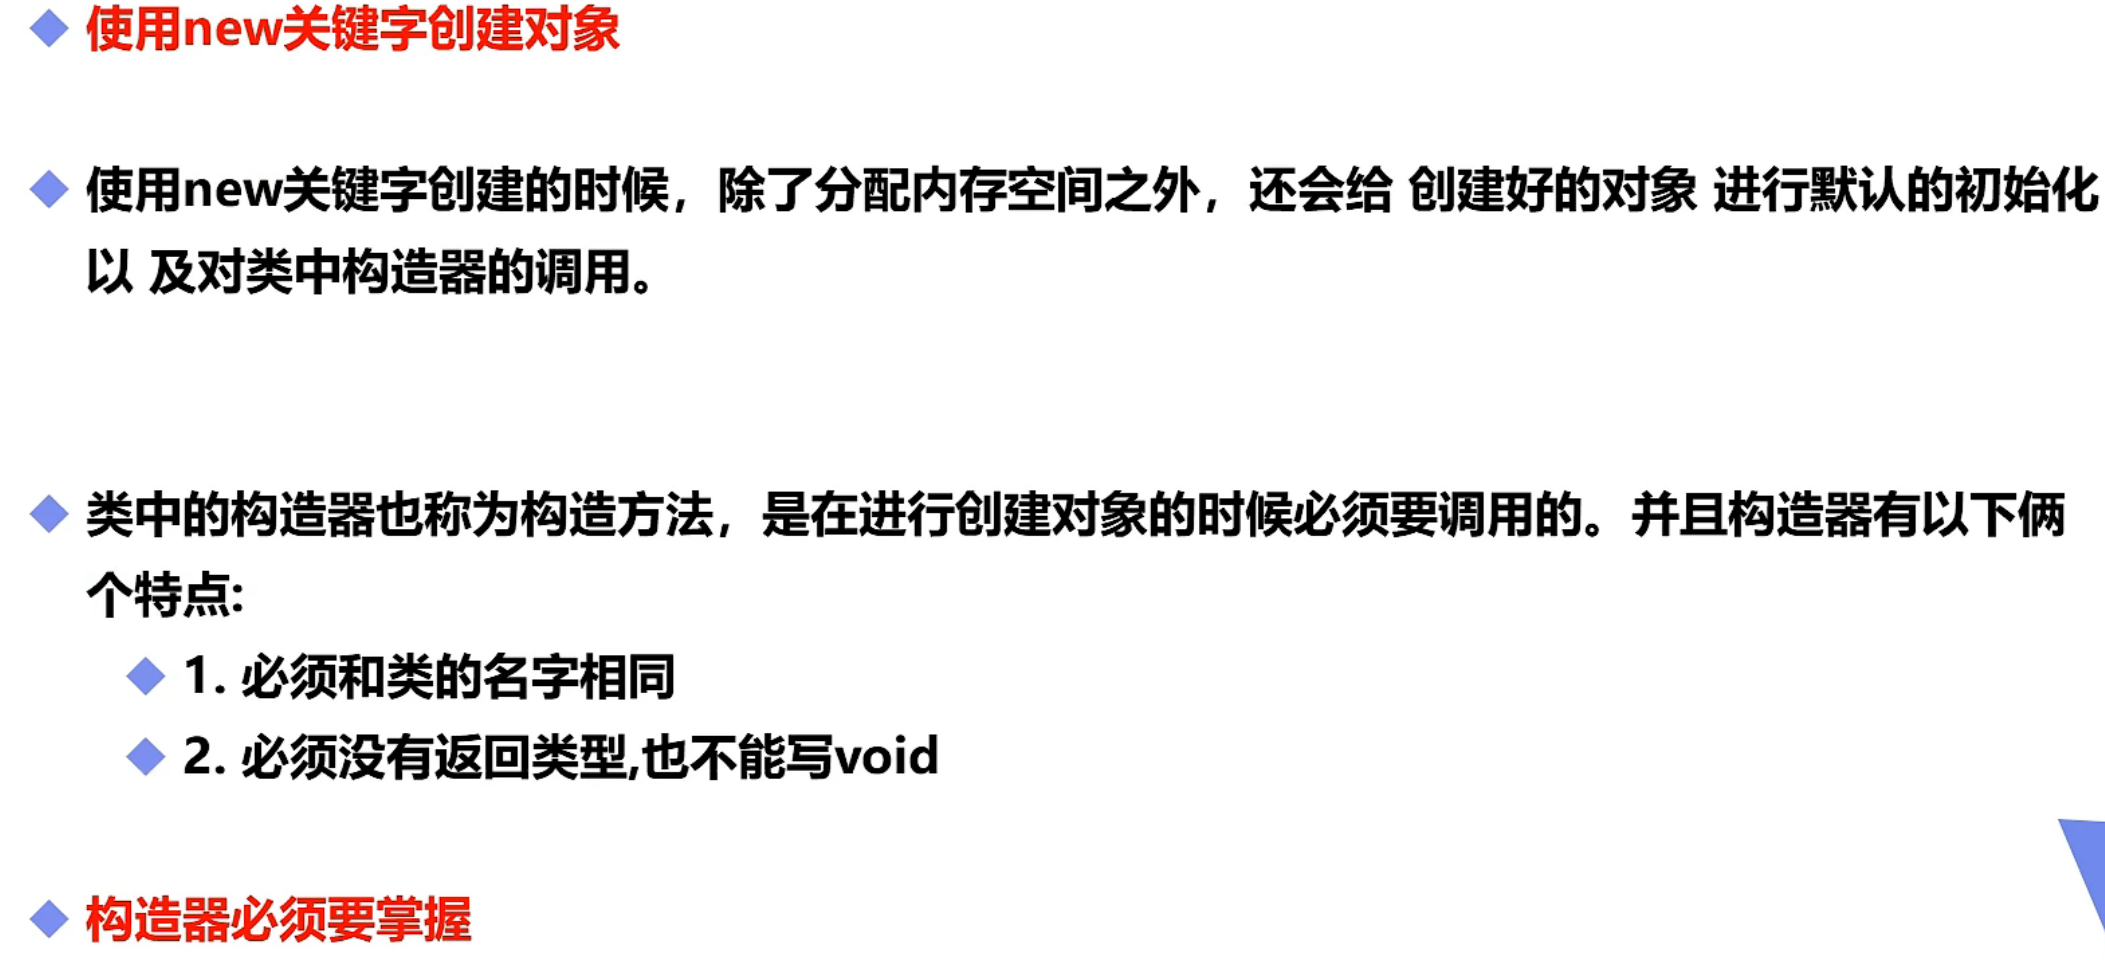 使用new关键字创建对象
使用new关键字创建的时候，除了分配内存空间之外，还会给 创建好的对象 进行默认的初始化
以 及对类中构造器的调用。
类中的构造器也称为构造方法，是在进行创建对象的时候必须要调用的。并且构造器有以下俩
个特点:
1. 必须和类的名字相同
2. 必须没有返回类型,也不能写void
构造器必须要掌握